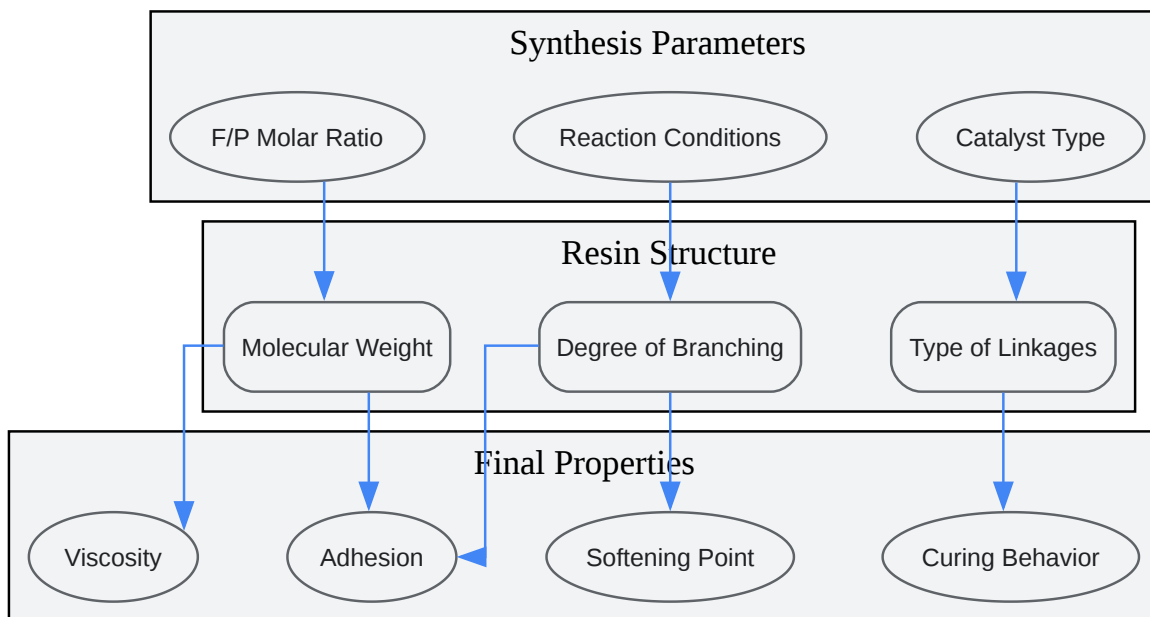 Synthesis Parameters
F/P Molar Ratio
Reaction Conditions
Catalyst Type
Resin Structure
Molecular Weight
Degree of Branching
Type of Linkages
Final Properties
Viscosity
Adhesion
Softening Point
Curing Behavior